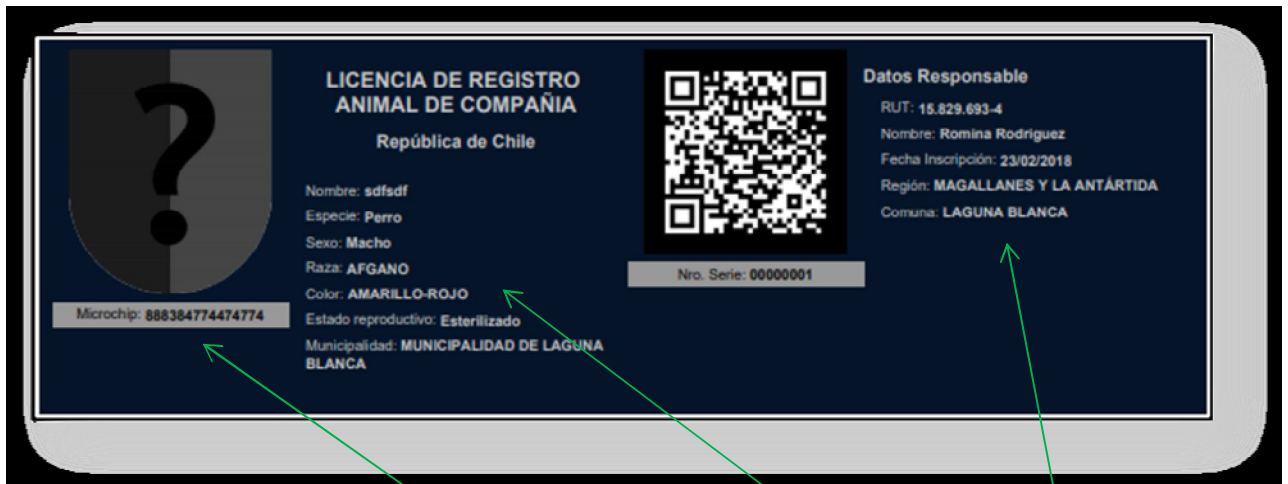 ?
Microchip: 888384774474774
LICENCIA DE REGISTRO
ANIMAL DE COMPAÑIA
República de Chile
Nombre: sdfsdf
Especie: Perro
Sexo: Macho
Raza: AFGANO
Color: AMARILLO-ROJO
Estado reproductivo: Esterilizado
Municipalidad: MUNICIPALIDAD DE LAGUNA
BLANCA
Nro. Serie: 00000001
Datos Responsable
RUT: 15.829.693-4
Nombre: Romina Rodriguez
Fecha Inscripción: 23/02/2018
Región: MAGALLANES Y LA ANTÁRTIDA
Comuna: LAGUNA BLANCA